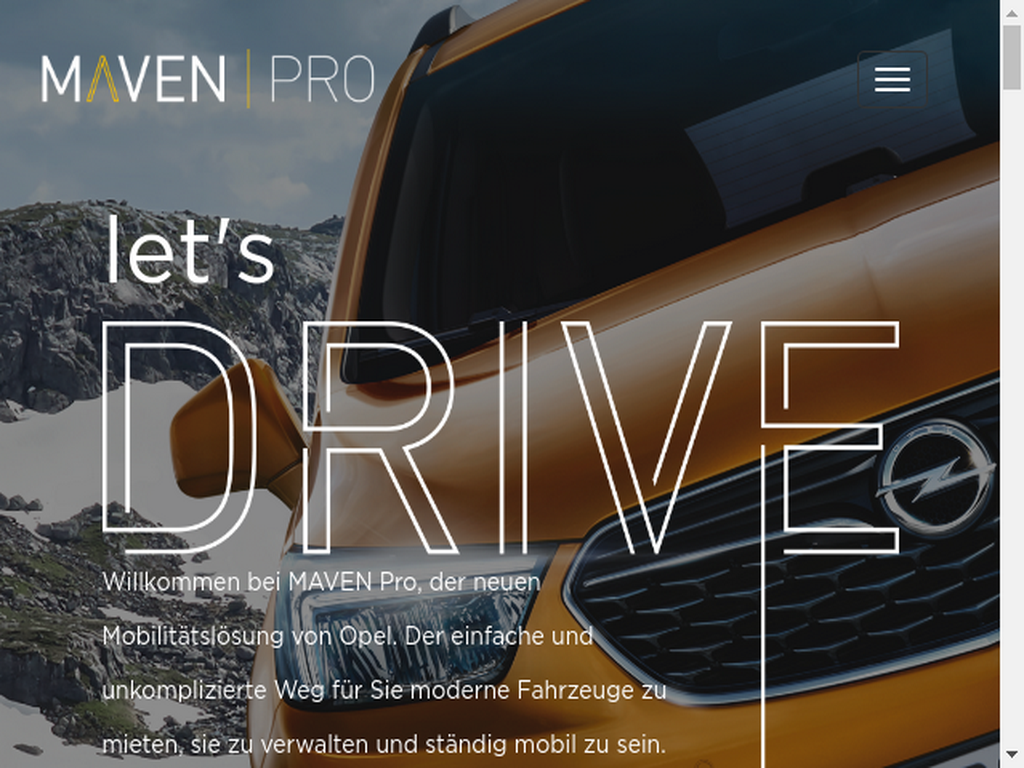 MAVEN | PRO
let's
DRIVE
Willkommen bei MAVEN Pro, der neuen
Mobilitätslösung von Opel. Der einfache und
unkomplizierte Weg für Sie moderne Fahrzeuge zu
mieten, sie zu verwalten und ständig mobil zu sein.